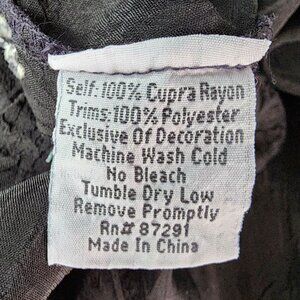 Self:100% Cupra Rayon
Trims:100% Polyester
Exclusive Of Decoration
Machine Wash Cold
No Bleach
Tumble Dry Low
Remove Promptly
Rn# 87291
Made In China